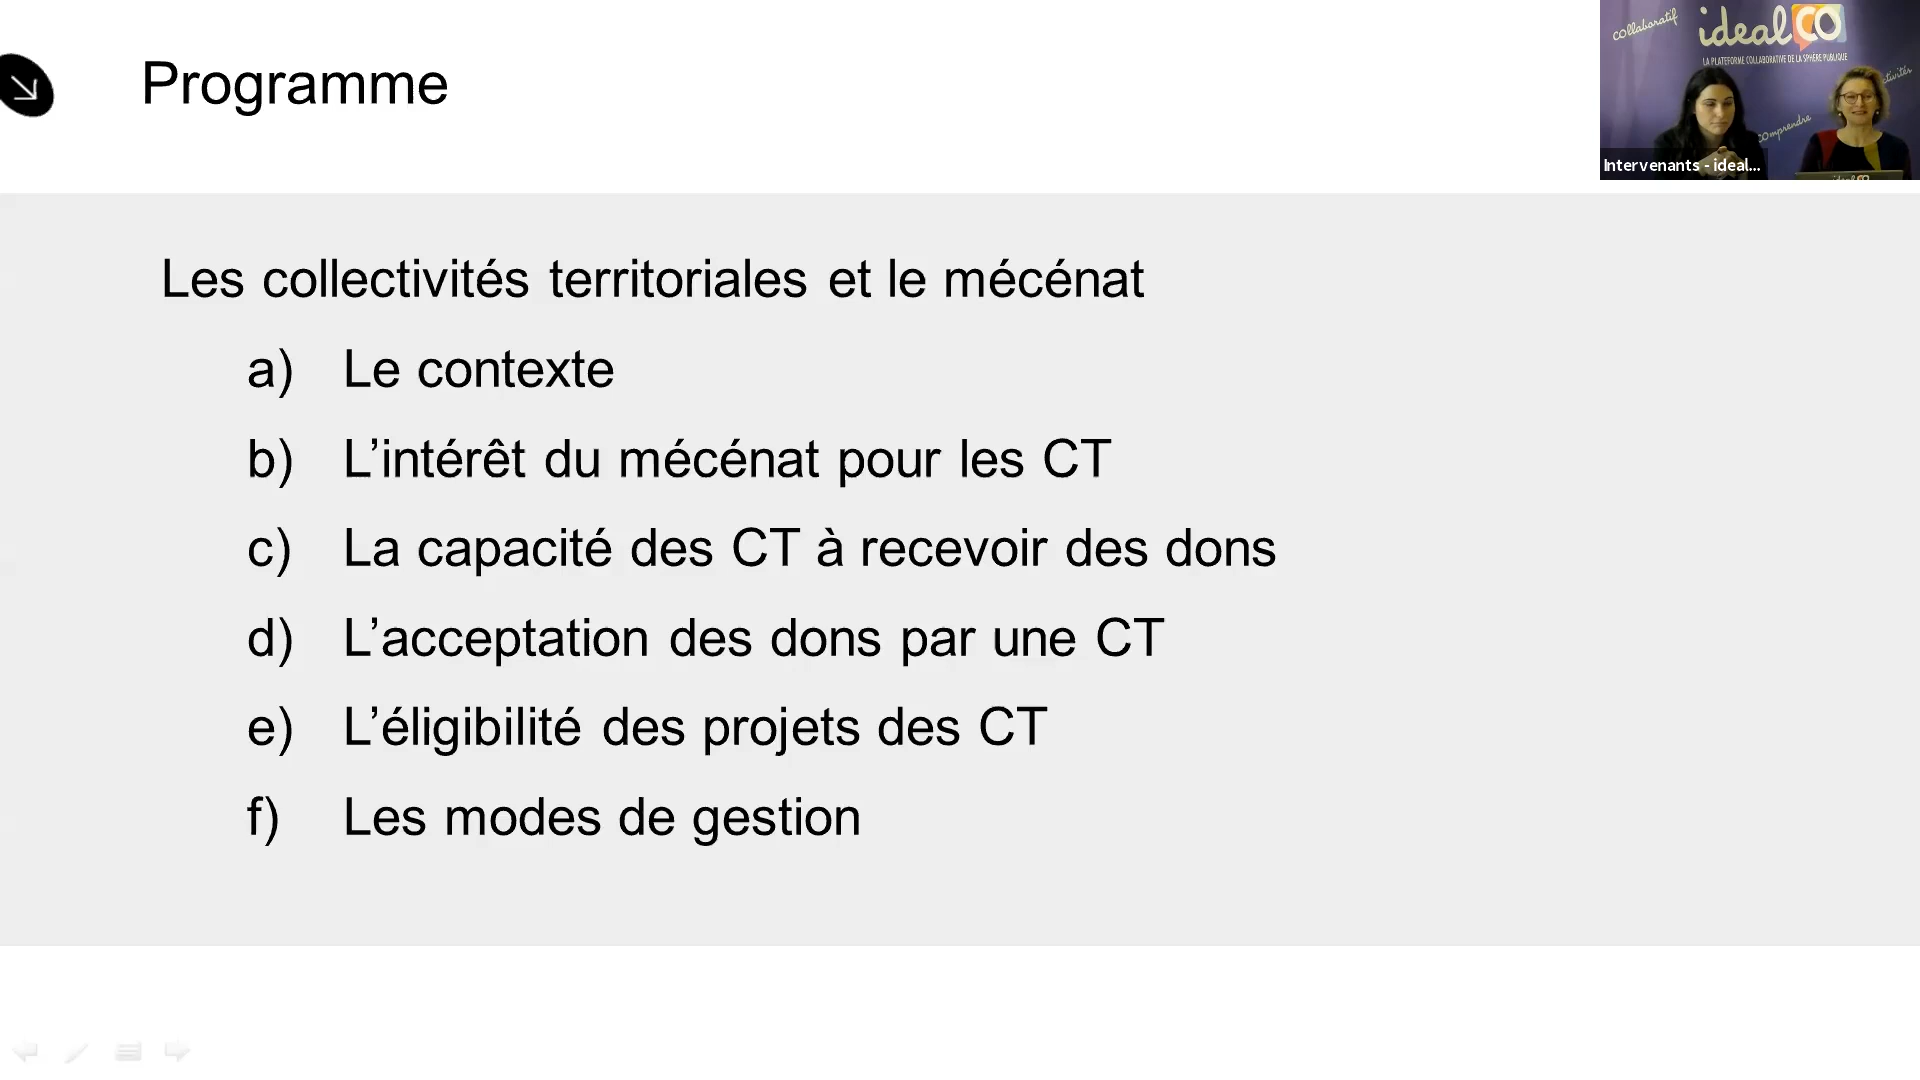 Programme
collaboratif
idealCO
LA PLATEFORME COLLABORATIVE DE LA SPHÈRE PUBLIQUE
comprendre
Intervenants - ideal...
Les collectivités territoriales et le mécénat
a) Le contexte
b) L’intérêt du mécénat pour les CT
c) La capacité des CT à recevoir des dons
d) L’acceptation des dons par une CT
e) L’éligibilité des projets des CT
f) Les modes de gestion